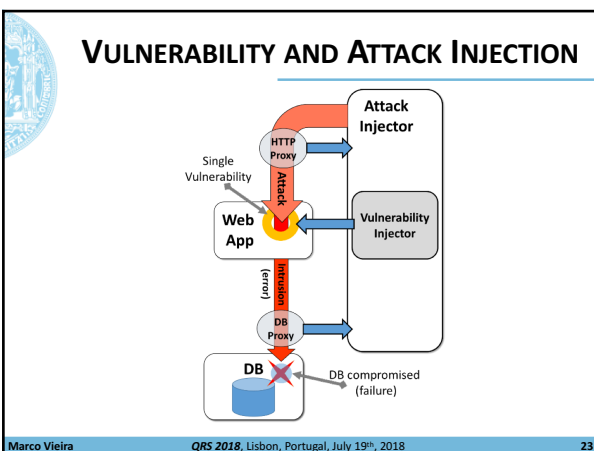 VULNERABILITY AND ATTACK INJECTION
Attack
Injector
HTTP
Proxy
Single
Vulnerability
Attack
Web
App
Vulnerability
Injector
Intrusion
(error)
DB
Proxy
DB
DB compromised
(failure)
Marco Vieira QRS 2018, Lisbon, Portugal, July 19th, 2018 23